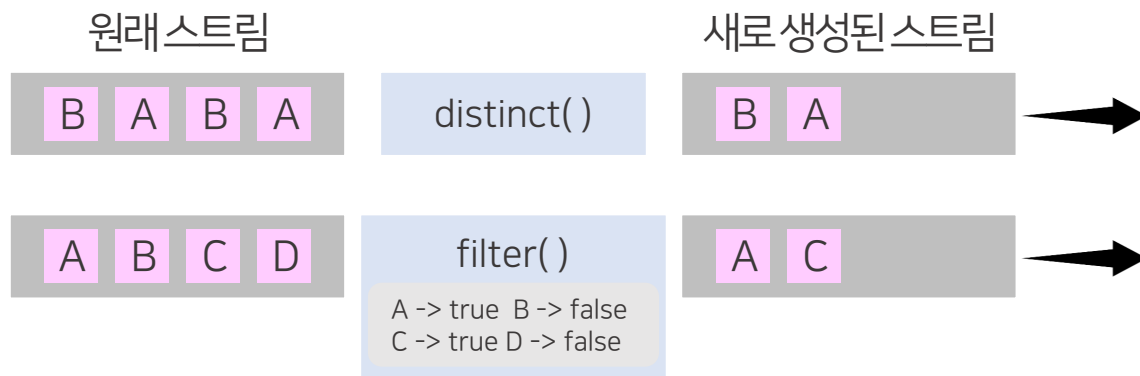 원래 스트림 새로 생성된 스트림
B A B A distinct( ) B A
A B C D filter( ) A C
A -> true B -> false
C -> true D -> false